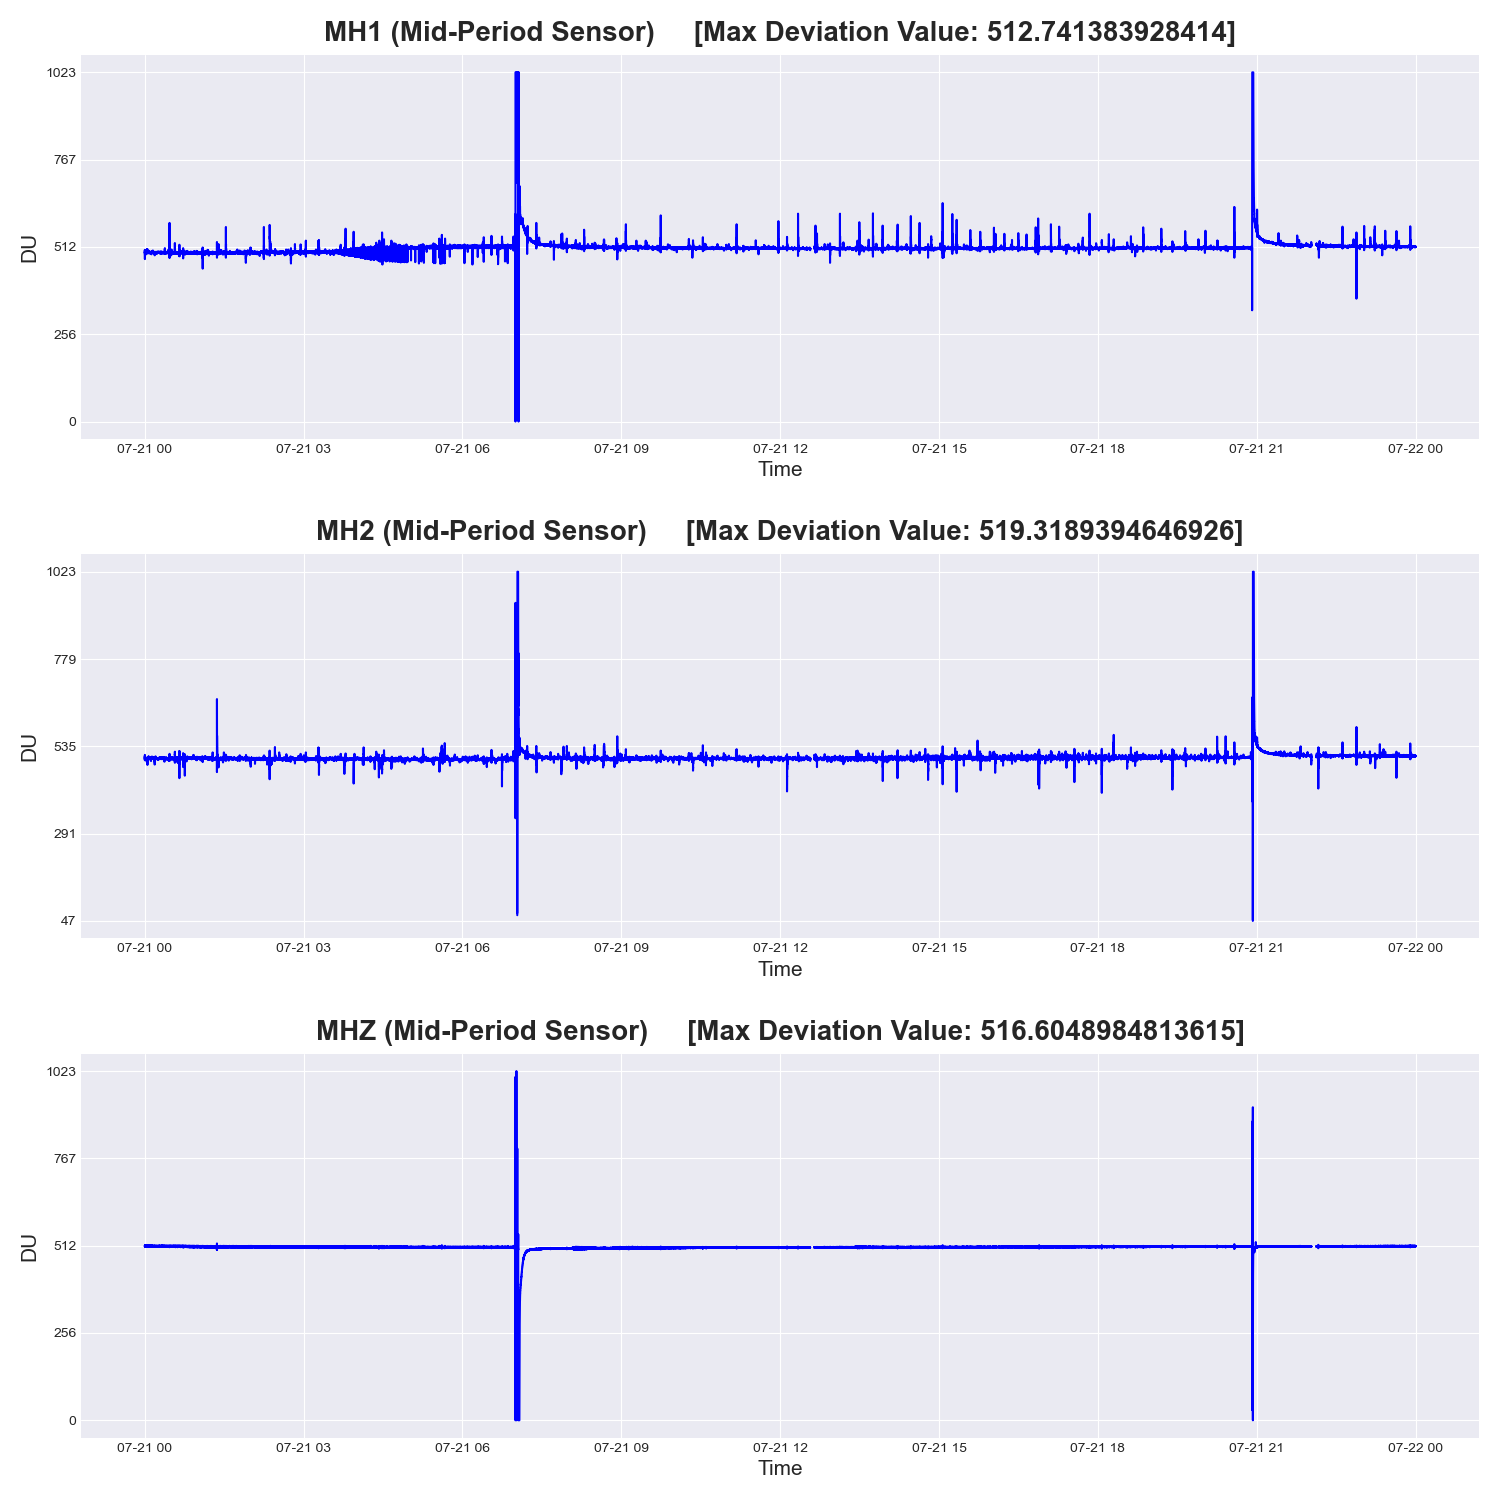 MH1 (Mid-Period Sensor) [Max Deviation Value: 512.741383928414]
1023
767
512
256
0
DU
07-21 00 07-21 03 07-21 06 07-21 09 07-21 12 07-21 15 07-21 18 07-21 21 07-22 00
Time
MH2 (Mid-Period Sensor) [Max Deviation Value: 519.3189394646926]
1023
779
535
291
47
DU
07-21 00 07-21 03 07-21 06 07-21 09 07-21 12 07-21 15 07-21 18 07-21 21 07-22 00
Time
MHZ (Mid-Period Sensor) [Max Deviation Value: 516.6048984813615]
1023
767
512
256
0
DU
07-21 00 07-21 03 07-21 06 07-21 09 07-21 12 07-21 15 07-21 18 07-21 21 07-22 00
Time